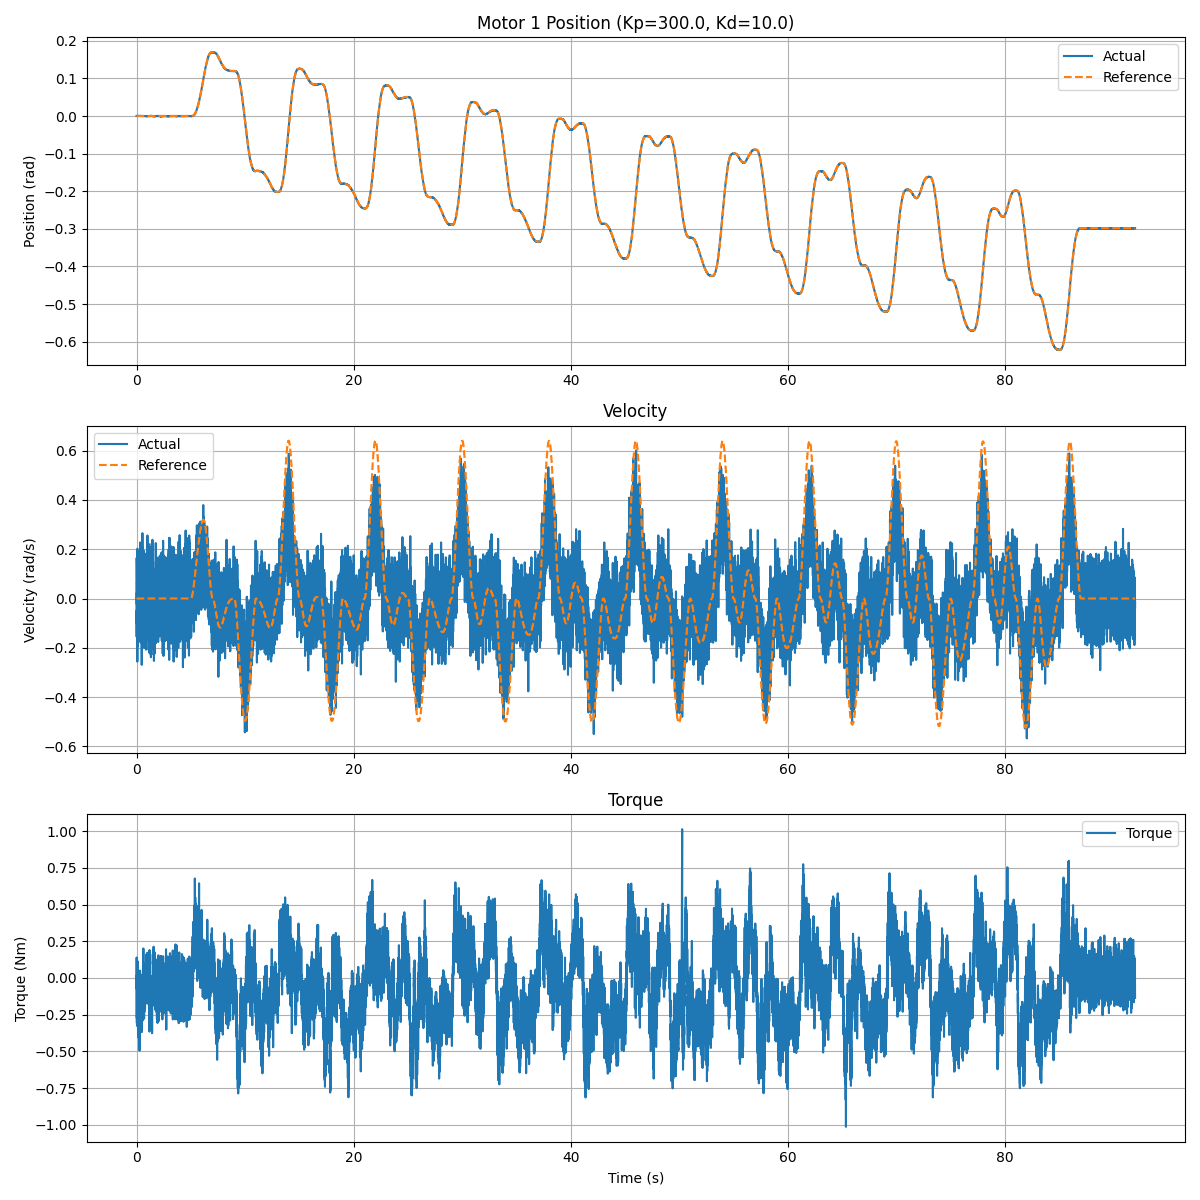 Motor 1 Position (Kp=300.0, Kd=10.0)
Actual
Reference
Position (rad)
0.2
0.1
0.0
−0.1
−0.2
−0.3
−0.4
−0.5
−0.6
0 20 40 60 80
Velocity
Actual
Reference
Velocity (rad/s)
0.6
0.4
0.2
0.0
−0.2
−0.4
−0.6
0 20 40 60 80
Torque
Torque
Torque (Nm)
1.00
0.75
0.50
0.25
0.00
−0.25
−0.50
−0.75
−1.00
0 20 40 60 80
Time (s)